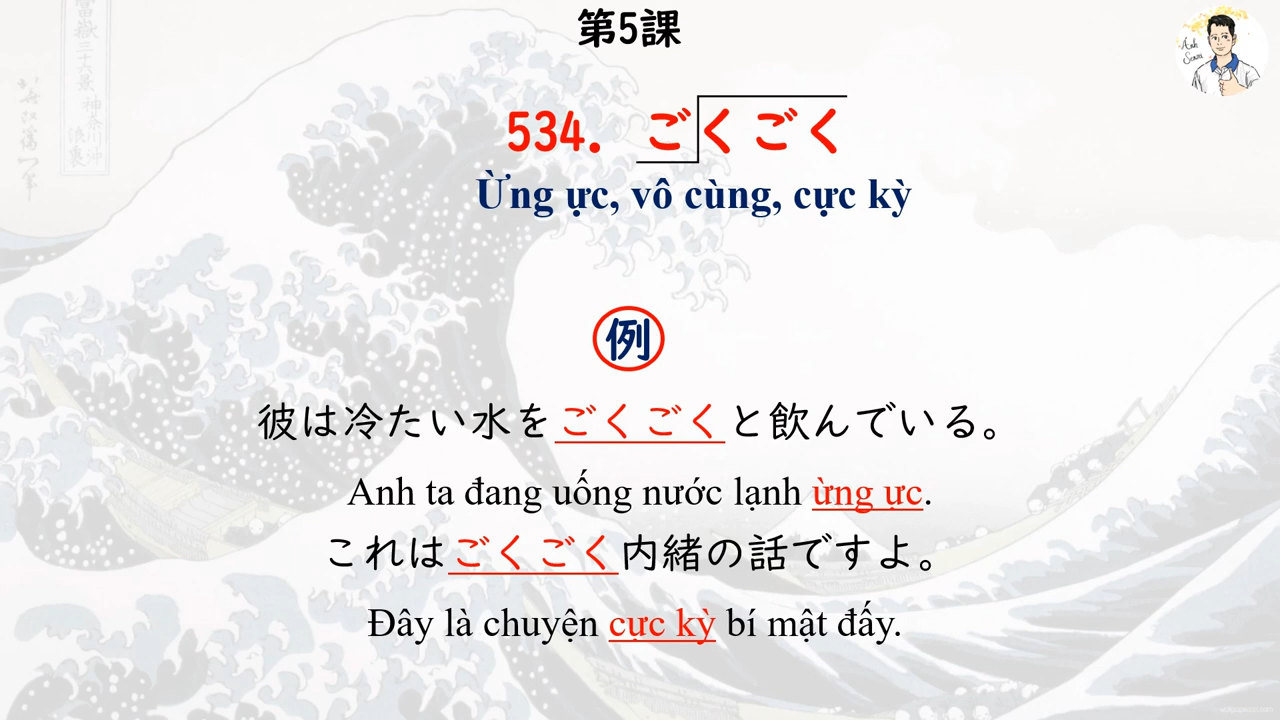 第5課
534. ごくごく
Ừng ực, vô cùng, cực kỳ
例
彼は冷たい水をごくごくと飲んでいる。
Anh ta đang uống nước lạnh ừng ực.
これはごくごく内緒の話ですよ。
Đây là chuyện cực kỳ bí mật đấy.